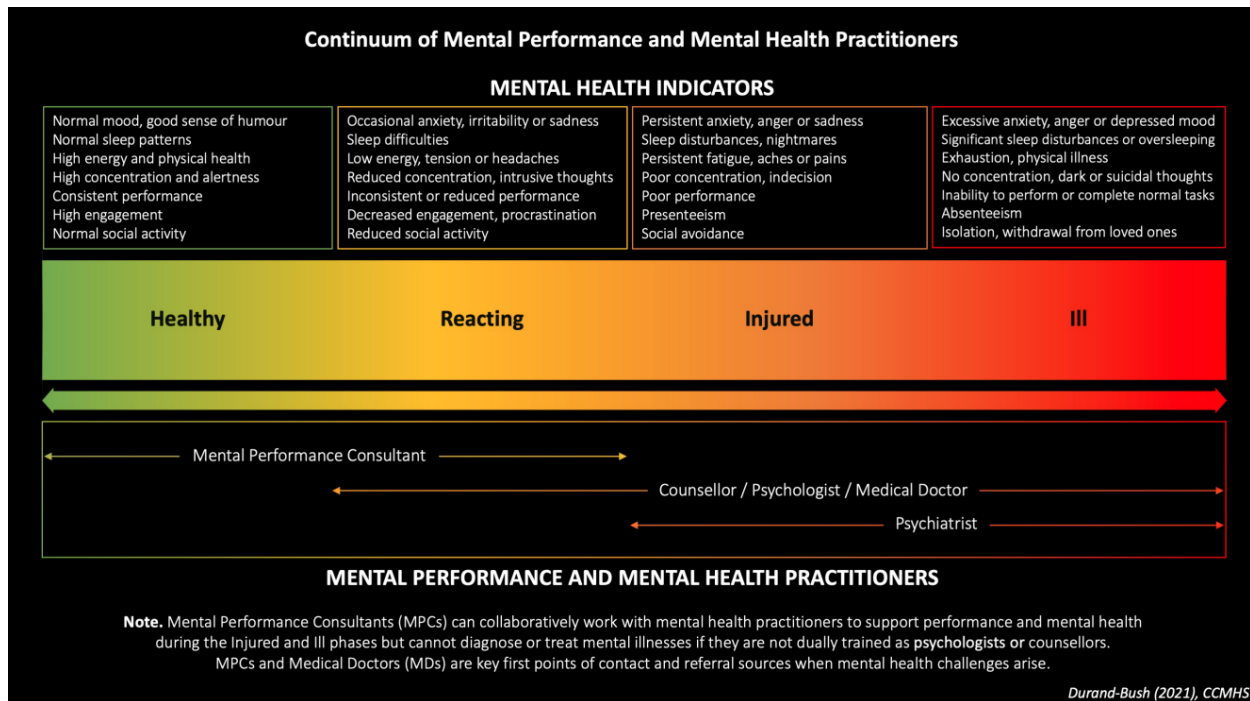 Continuum of Mental Performance and Mental Health Practitioners
MENTAL HEALTH INDICATORS
Normal mood, good sense of humour
Normal sleep patterns
High energy and physical health
High concentration and alertness
Consistent performance
High engagement
Normal social activity
Occasional anxiety, irritability or sadness
Sleep difficulties
Low energy, tension or headaches
Reduced concentration, intrusive thoughts
Inconsistent or reduced performance
Decreased engagement, procrastination
Reduced social activity
Persistent anxiety, anger or sadness
Sleep disturbances, nightmares
Persistent fatigue, aches or pains
Poor concentration, indecision
Poor performance
Presenteeism
Social avoidance
Excessive anxiety, anger or depressed mood
Significant sleep disturbances or oversleeping
Exhaustion, physical illness
No concentration, dark or suicidal thoughts
Inability to perform or complete normal tasks
Absenteeism
Isolation, withdrawal from loved ones
Healthy
Reacting
Injured
Ill
Mental Performance Consultant
Counsellor / Psychologist / Medical Doctor
Psychiatrist
MENTAL PERFORMANCE AND MENTAL HEALTH PRACTITIONERS
Note. Mental Performance Consultants (MPCs) can collaboratively work with mental health practitioners to support performance and mental health
during the Injured and Ill phases but cannot diagnose or treat mental illnesses if they are not dually trained as psychologists or counsellors.
MPCs and Medical Doctors (MDs) are key first points of contact and referral sources when mental health challenges arise.
Durand-Bush (2021), CCMHS